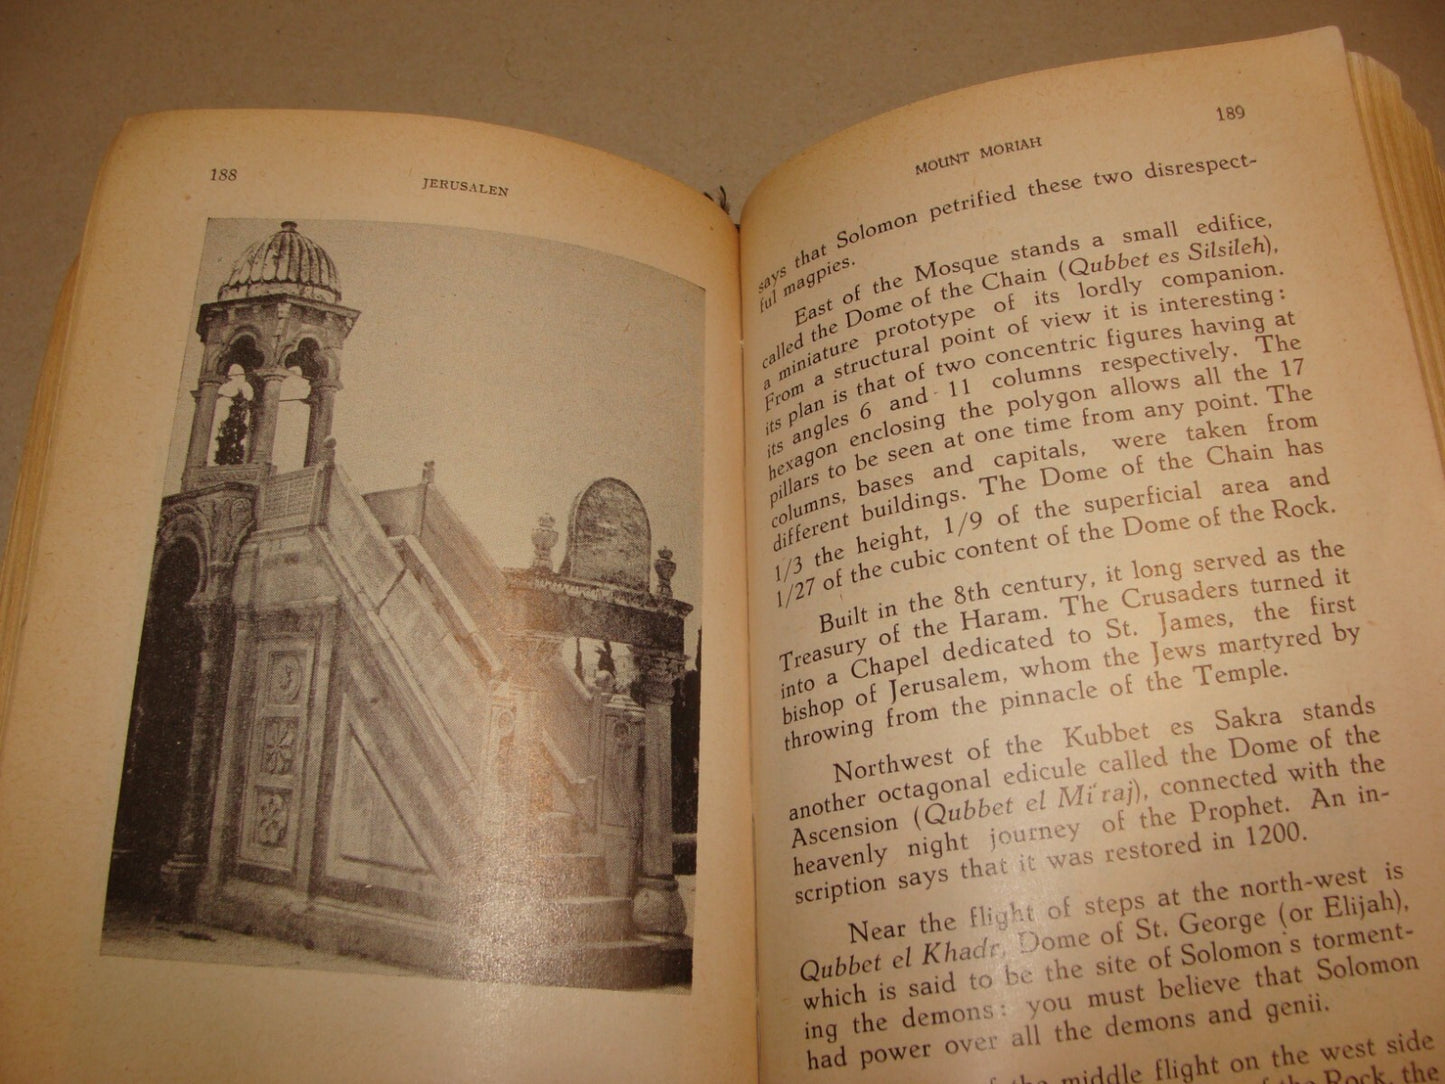 188
JERUSALEN
189
MOUNT MORIAH
says that Solomon petrified these two disrespect-
ful magpies.
East of the Mosque stands a small edifice,
called the Dome of the Chain (Qubbet es Silsileh),
a miniature prototype of its lordly companion.
From a structural point of view it is interesting:
its plan is that of two concentric figures having at
its angles 6 and 11 columns respectively. The
hexagon enclosing the polygon allows all the 17
pillars to be seen at one time from any point. The
columns, bases and capitals, were taken from
different buildings. The Dome of the Chain has
1/3 the height, 1/9 of the superficial area and
1/27 of the cubic content of the Dome of the Rock.
Built in the 8th century, it long served as the
Treasury of the Haram. The Crusaders turned it
into a Chapel dedicated to St. James, the first
bishop of Jerusalem, whom the Jews martyred by
throwing from the pinnacle of the Temple.
Northwest of the Kubbet es Sakra stands
another octagonal edicule called the Dome of the
Ascension (Qubbet el Mi'raj), connected with the
heavenly night journey of the Prophet. An in-
scription says that it was restored in 1200.
Near the flight of steps at the north-west is
Qubbet el Khadr, Dome of St. George (or Elijah),
which is said to be the site of Solomon's torment-
ing the demons: you must believe that Solomon
had power over all the demons and genii.
middle flight on the west side
Rock, the